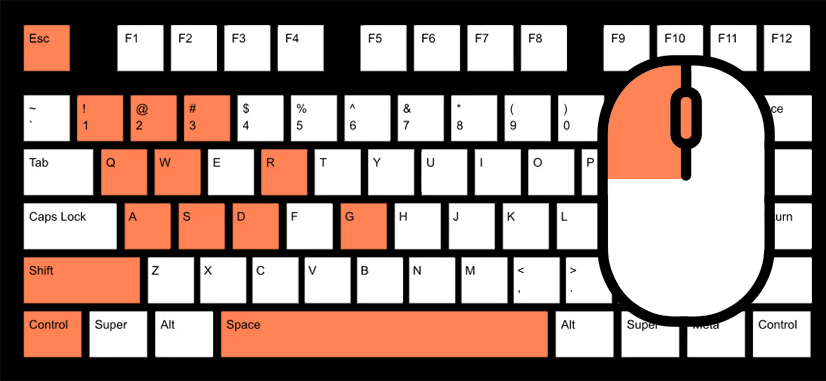 Esc F1 F2 F3 F4 F5 F6 F7 F8 F9 F10 F11 F12
~ ! @ # $ % ^ & * ( )
` 1 2 3 4 5 6 7 8 9 0 ce
Tab Q W E R T Y U I O P
Caps Lock A S D F G H J K L urn
Shift Z X C V B N M < >
, .
Control Super Alt Space Alt Super Meta Control